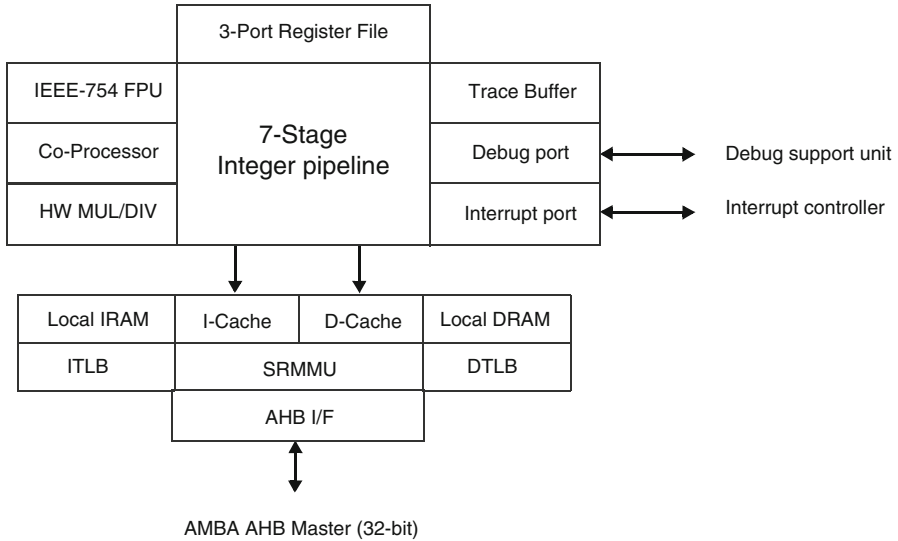 3-Port Register File
IEEE-754 FPU
Trace Buffer
7-Stage
Integer pipeline
Co-Processor
Debug port
Debug support unit
HW MUL/DIV
Interrupt port
Interrupt controller
Local IRAM
I-Cache
D-Cache
Local DRAM
ITLB
SRMMU
DTLB
AHB I/F
AMBA AHB Master (32-bit)